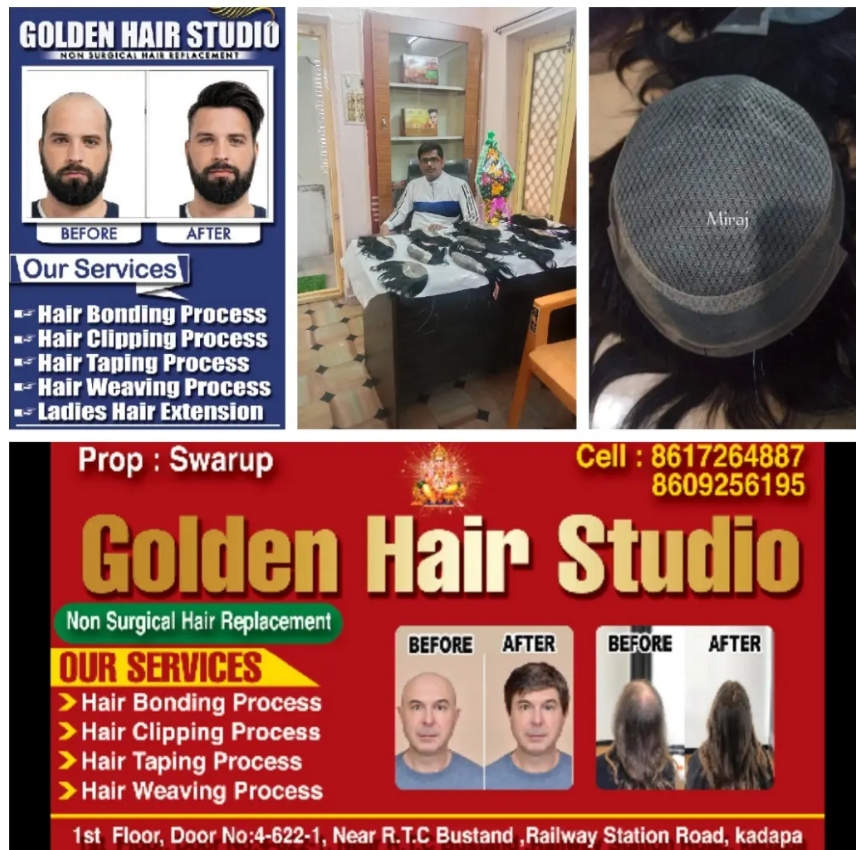 GOLDEN HAIR STUDIO
NON SURGICAL HAIR REPLACEMENT
BEFORE
AFTER
Our Services
Hair Bonding Process
Hair Clipping Process
Hair Taping Process
Hair Weaving Process
Ladies Hair Extension
Miraj
Prop : Swarup
Cell : 8617264887
8609256195
Golden Hair Studio
Non Surgical Hair Replacement
OUR SERVICES
Hair Bonding Process
Hair Clipping Process
Hair Taping Process
Hair Weaving Process
BEFORE AFTER
BEFORE AFTER
1st Floor, Door No:4-622-1, Near R.T.C Bustand ,Railway Station Road, kadapa